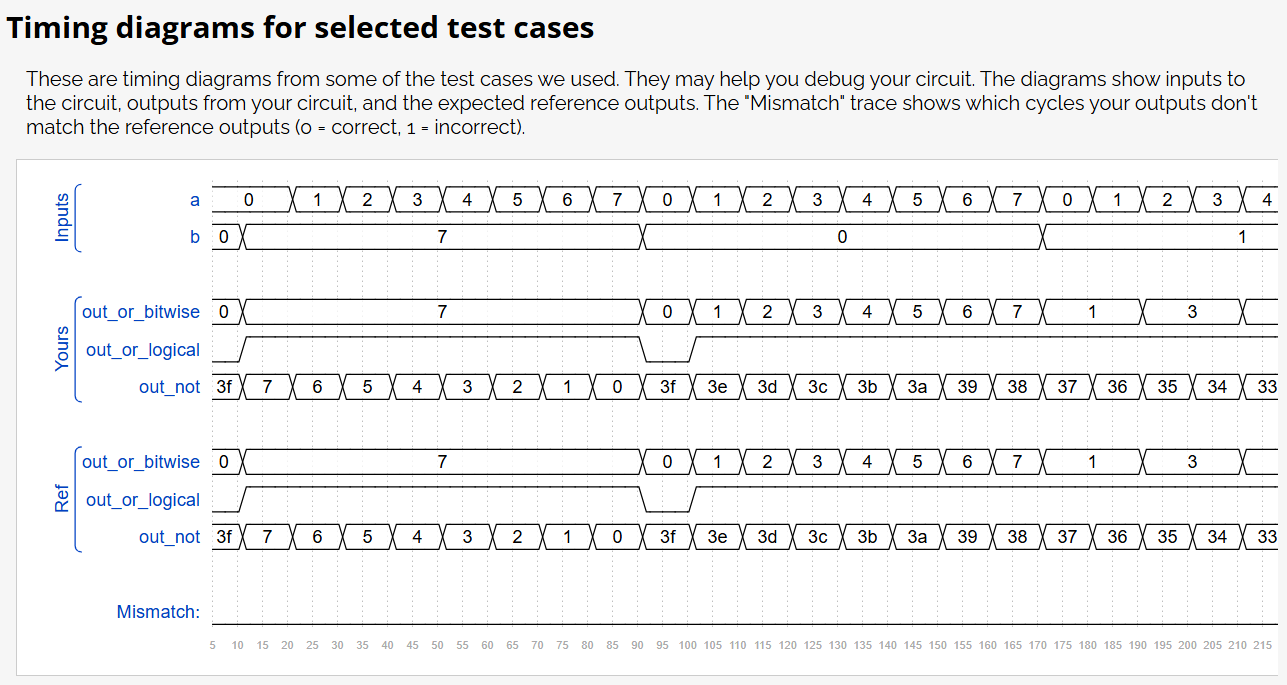 Timing diagrams for selected test cases
These are timing diagrams from some of the test cases we used. They may help you debug your circuit. The diagrams show inputs to
the circuit, outputs from your circuit, and the expected reference outputs. The "Mismatch" trace shows which cycles your outputs don't
match the reference outputs (0 = correct, 1 = incorrect).
Inputs
a 0 1 2 3 4 5 6 7 0 1 2 3 4 5 6 7 0 1 2 3 4
b 0 7 0 1
Yours
out_or_bitwise 0 7 0 1 2 3 4 5 6 7 1 3
out_or_logical
out_not 3f 7 6 5 4 3 2 1 0 3f 3e 3d 3c 3b 3a 39 38 37 36 35 34 33
Ref
out_or_bitwise 0 7 0 1 2 3 4 5 6 7 1 3
out_or_logical
out_not 3f 7 6 5 4 3 2 1 0 3f 3e 3d 3c 3b 3a 39 38 37 36 35 34 33
Mismatch:
5 10 15 20 25 30 35 40 45 50 55 60 65 70 75 80 85 90 95 100 105 110 115 120 125 130 135 140 145 150 155 160 165 170 175 180 185 190 195 200 205 210 215